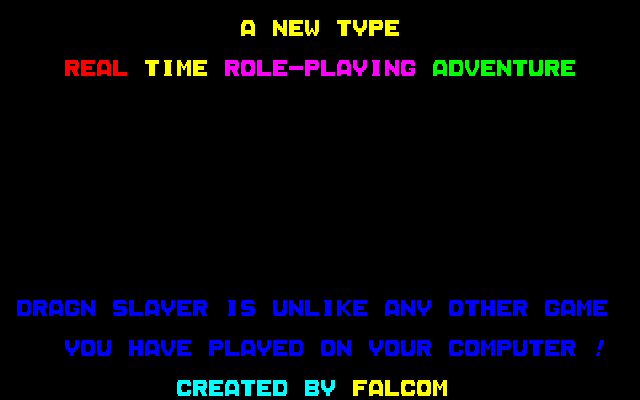 A NEW TYPE
REAL TIME ROLE-PLAYING ADVENTURE
DRAGN SLAYER IS UNLIKE ANY OTHER GAME
YOU HAVE PLAYED ON YOUR COMPUTER !
CREATED BY FALCOM